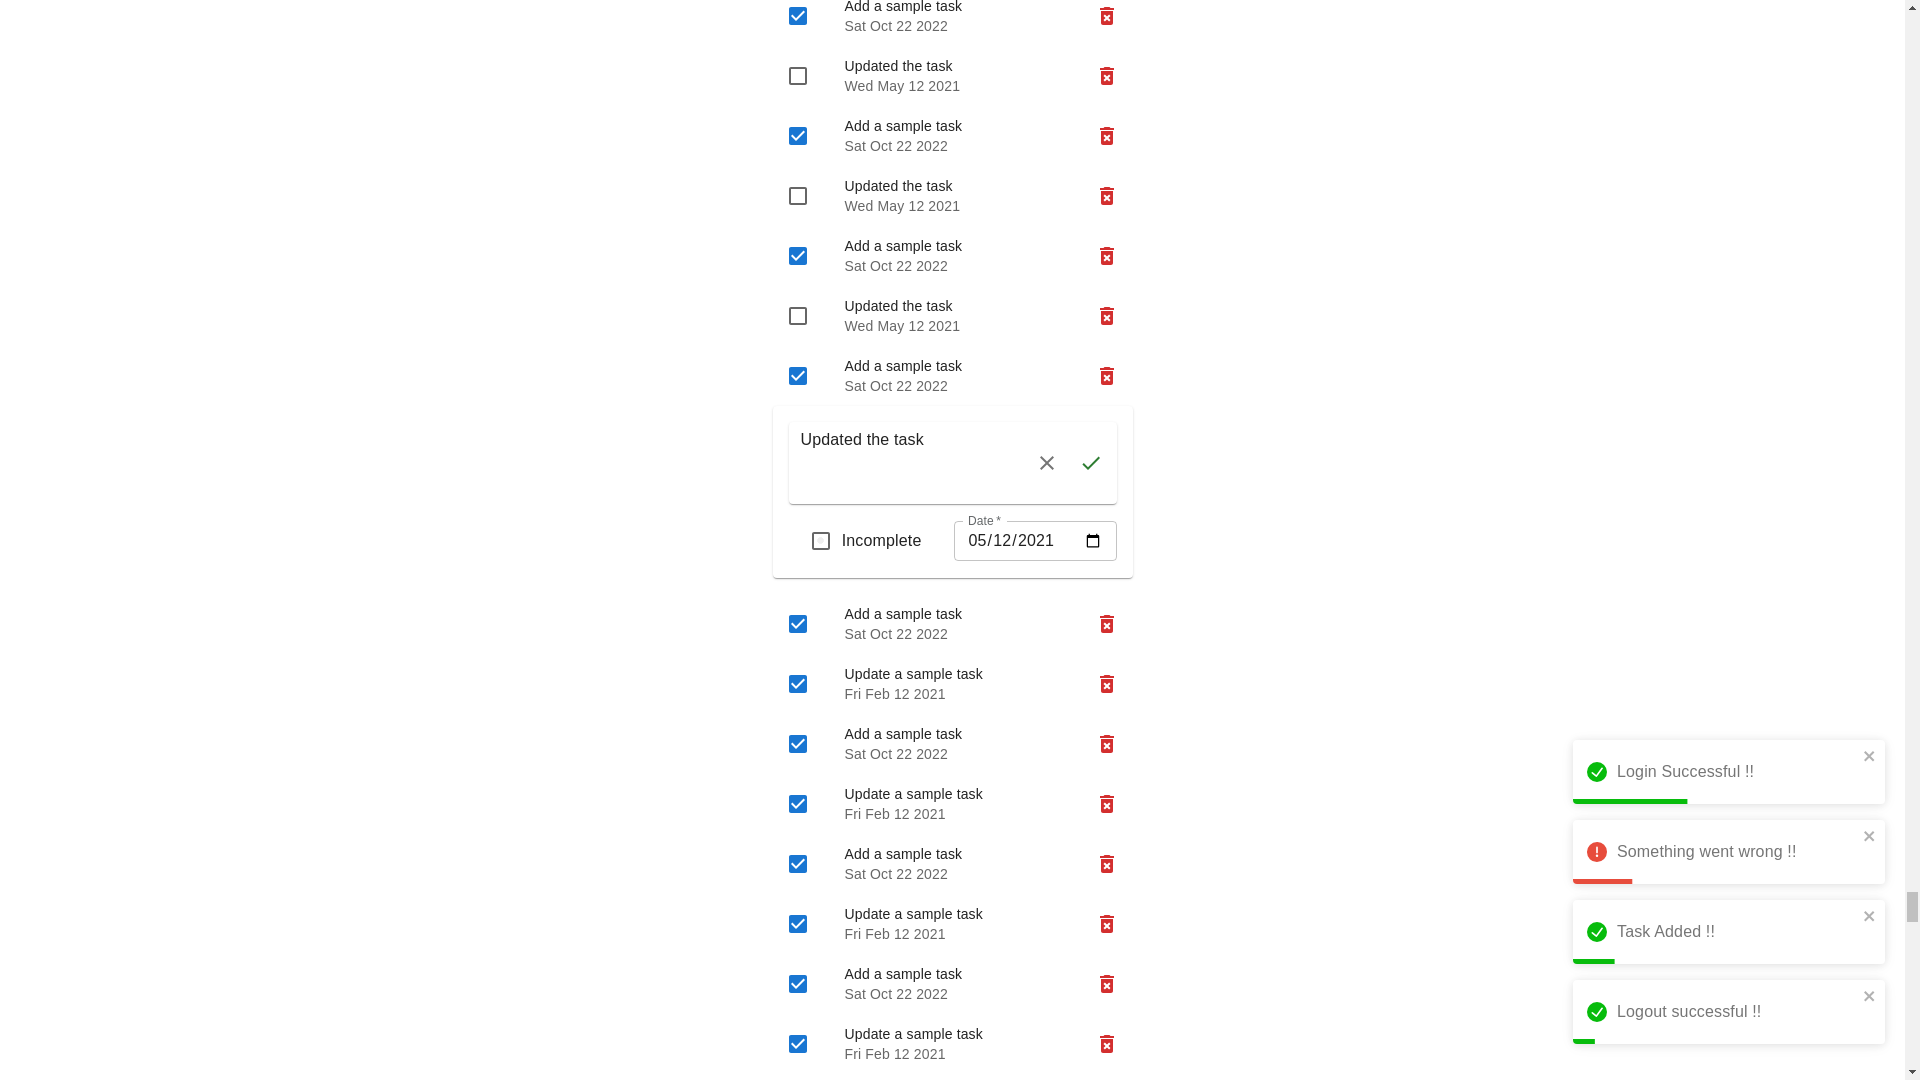 Add a sample task
Sat Oct 22 2022
Updated the task
Wed May 12 2021
Add a sample task
Sat Oct 22 2022
Updated the task
Wed May 12 2021
Add a sample task
Sat Oct 22 2022
Updated the task
Wed May 12 2021
Add a sample task
Sat Oct 22 2022
Updated the task
Incomplete
Date *
05/12/2021
Add a sample task
Sat Oct 22 2022
Update a sample task
Fri Feb 12 2021
Add a sample task
Sat Oct 22 2022
Update a sample task
Fri Feb 12 2021
Add a sample task
Sat Oct 22 2022
Update a sample task
Fri Feb 12 2021
Add a sample task
Sat Oct 22 2022
Update a sample task
Fri Feb 12 2021
Login Successful !!
Something went wrong !!
Task Added !!
Logout successful !!